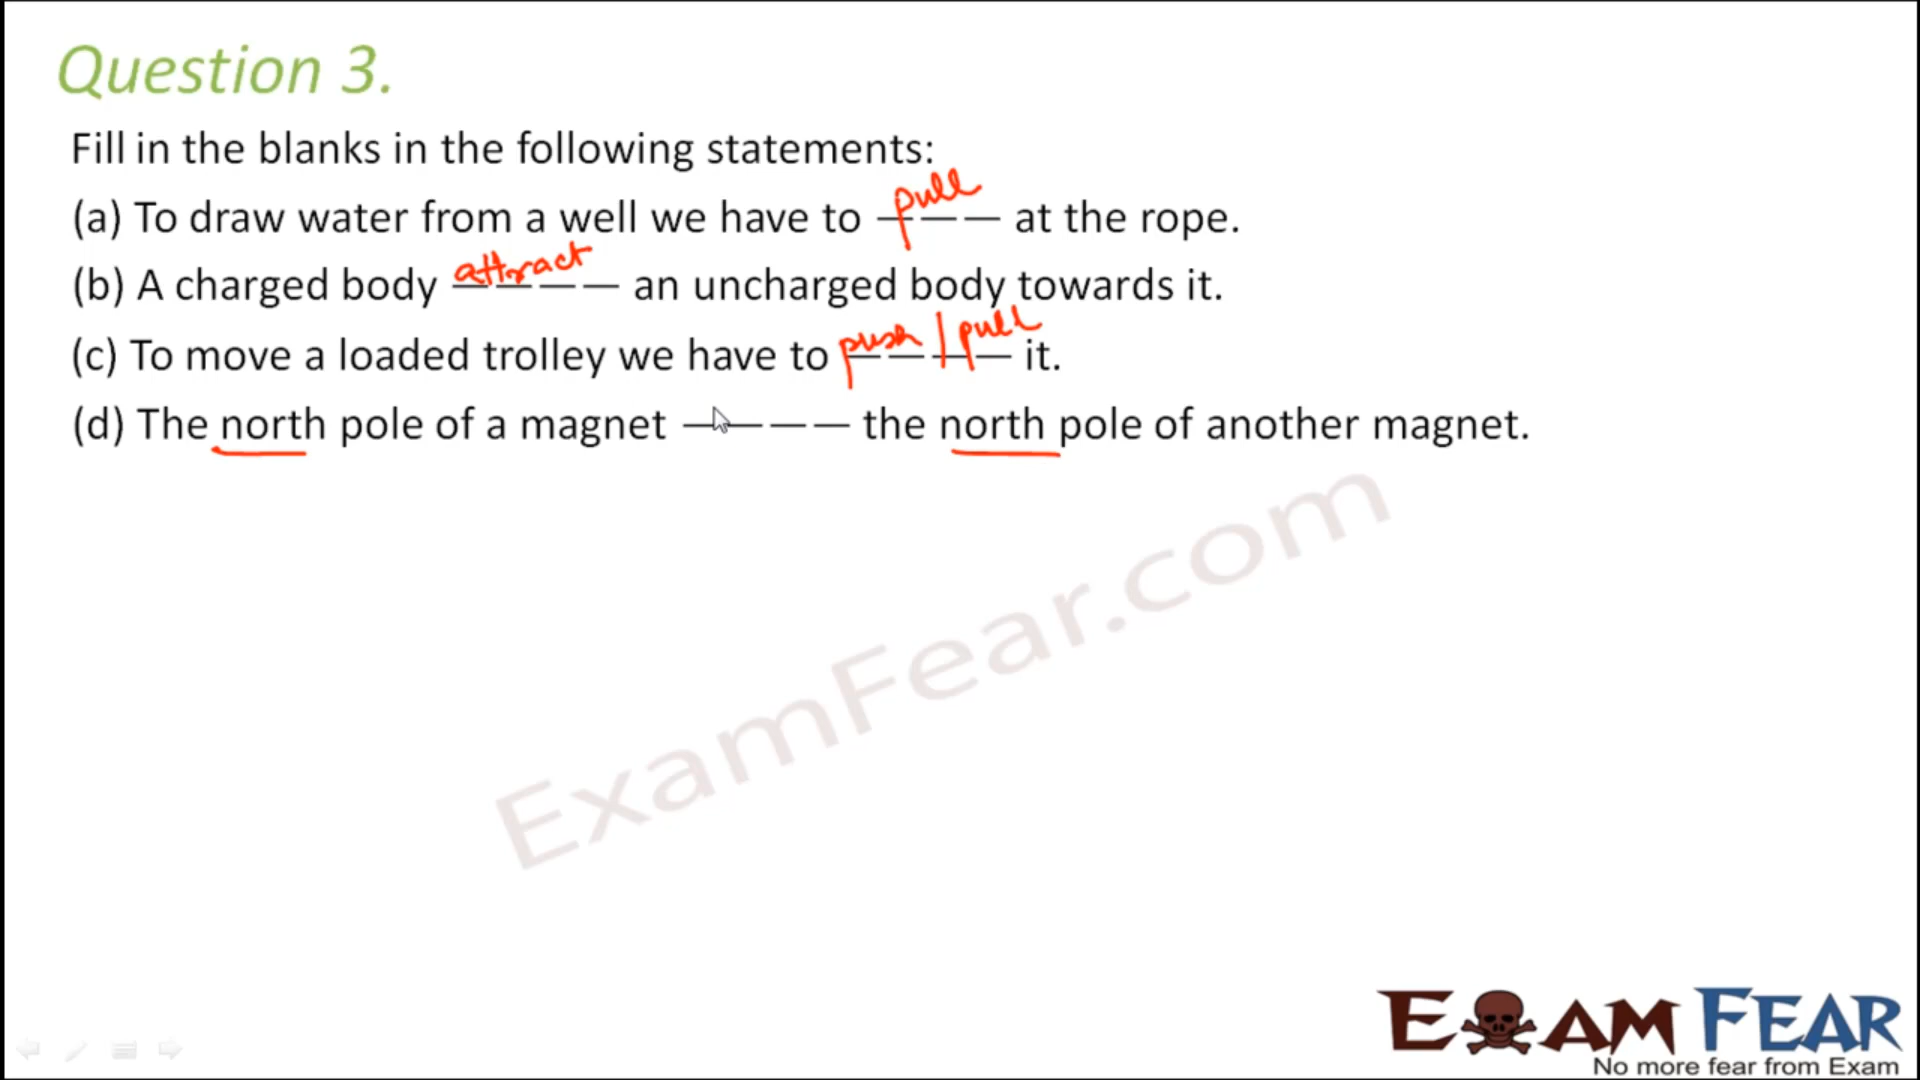 Question 3.
Fill in the blanks in the following statements:
(a) To draw water from a well we have to pull at the rope.
(b) A charged body attract an uncharged body towards it.
(c) To move a loaded trolley we have to push / pull it.
(d) The north pole of a magnet ———— the north pole of another magnet.
ExamFear.com
EXAM FEAR
No more fear from Exam